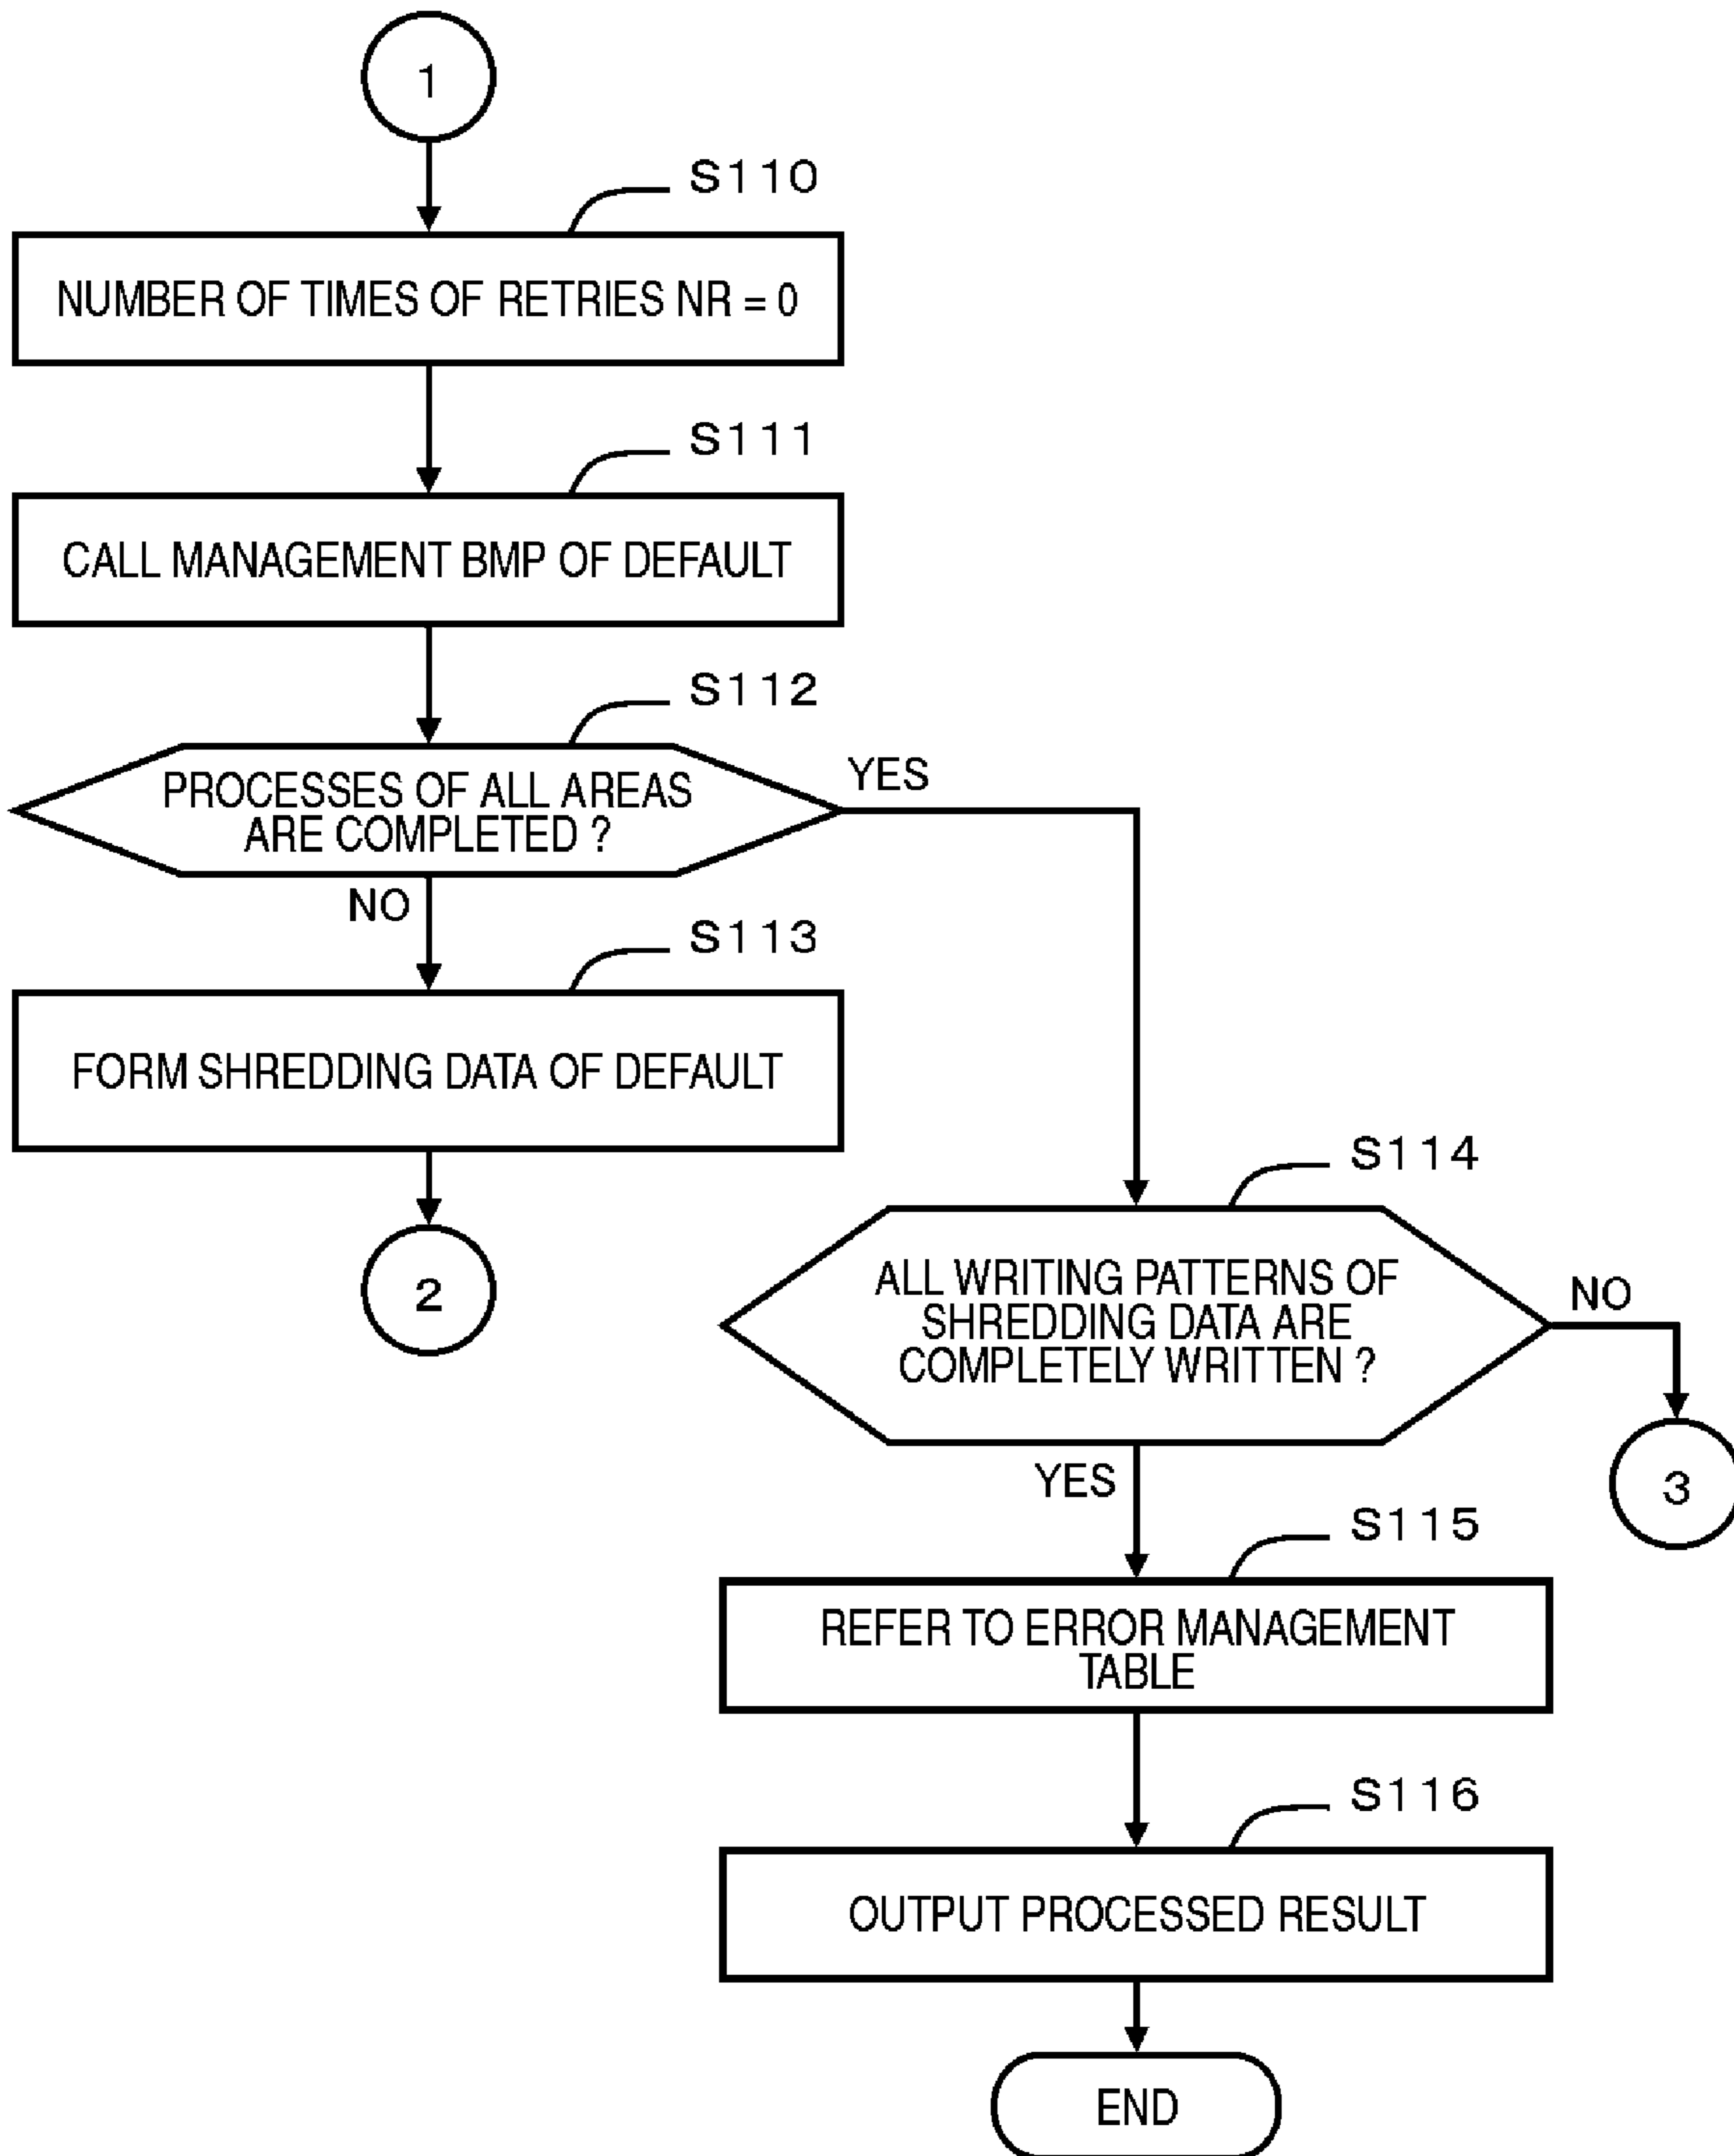 1
S110
NUMBER OF TIMES OF RETRIES NR = 0
S111
CALL MANAGEMENT BMP OF DEFAULT
S112
PROCESSES OF ALL AREAS
ARE COMPLETED ?
YES
NO
S113
FORM SHREDDING DATA OF DEFAULT
2
S114
ALL WRITING PATTERNS OF
SHREDDING DATA ARE
COMPLETELY WRITTEN ?
NO
3
YES
S115
REFER TO ERROR MANAGEMENT
TABLE
S116
OUTPUT PROCESSED RESULT
END